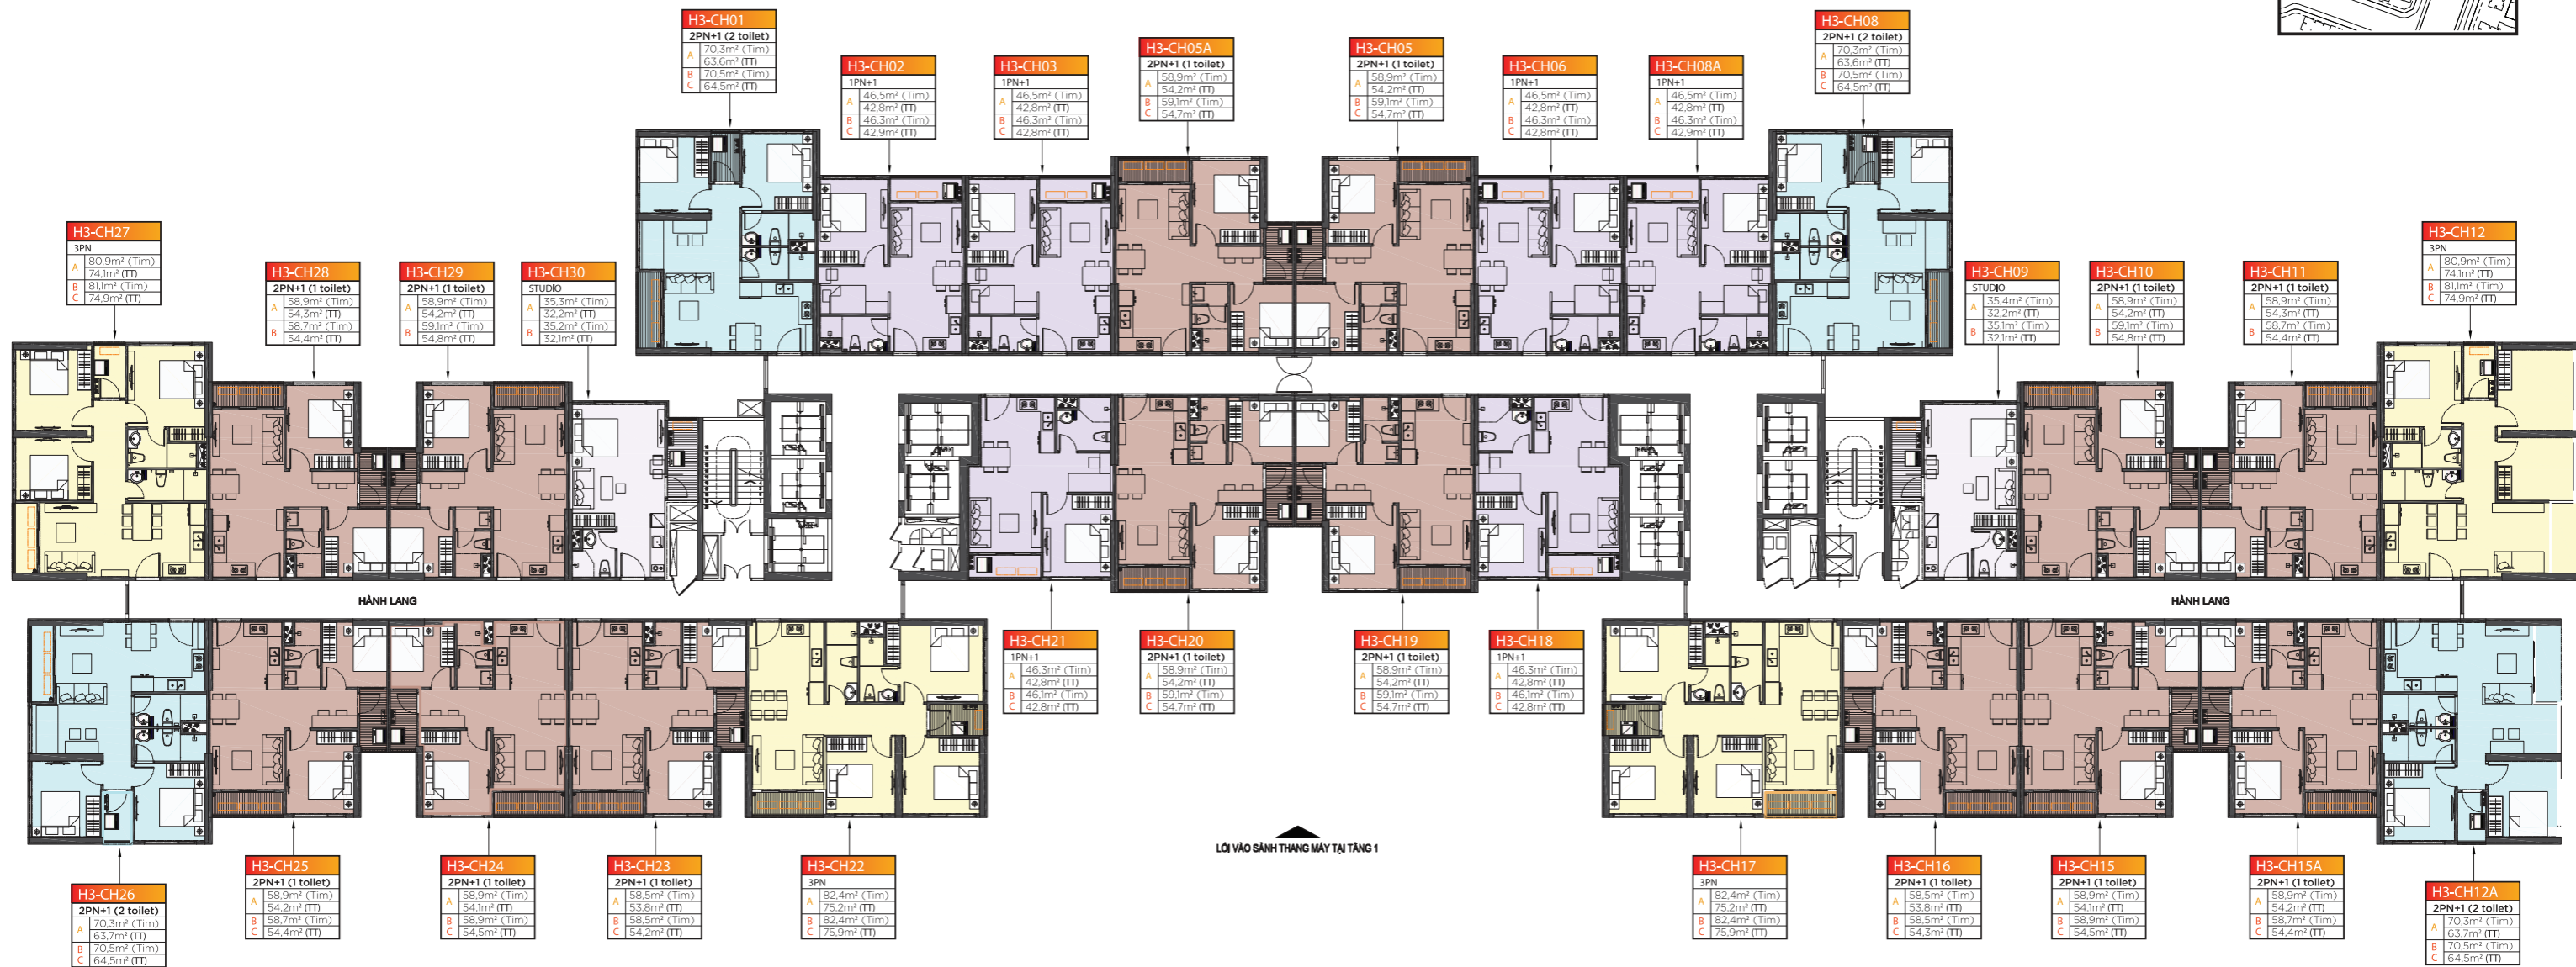 H3-CH01
2PN+1 (2 toilet)
A 70,3m² (Tim)
63,6m² (TT)
B 70,5m² (Tim)
C 64,5m² (TT)
H3-CH02
1PN+1
A 46,5m² (Tim)
42,8m² (TT)
B 46,3m² (Tim)
C 42,9m² (TT)
H3-CH03
1PN+1
A 46,5m² (Tim)
42,8m² (TT)
B 46,3m² (Tim)
C 42,8m² (TT)
H3-CH05A
2PN+1 (1 toilet)
A 58,9m² (Tim)
54,2m² (TT)
B 59,1m² (Tim)
C 54,7m² (TT)
H3-CH05
2PN+1 (1 toilet)
A 58,9m² (Tim)
54,2m² (TT)
B 59,1m² (Tim)
C 54,7m² (TT)
H3-CH06
1PN+1
A 46,5m² (Tim)
42,8m² (TT)
B 46,3m² (Tim)
C 42,8m² (TT)
H3-CH08A
1PN+1
A 46,5m² (Tim)
42,8m² (TT)
B 46,3m² (Tim)
C 42,9m² (TT)
H3-CH08
2PN+1 (2 toilet)
A 70,3m² (Tim)
63,6m² (TT)
B 70,5m² (Tim)
C 64,5m² (TT)
H3-CH27
3PN
A 80,9m² (Tim)
74,1m² (TT)
B 81,1m² (Tim)
C 74,9m² (TT)
H3-CH28
2PN+1 (1 toilet)
A 58,9m² (Tim)
54,3m² (TT)
B 58,7m² (Tim)
54,4m² (TT)
H3-CH29
2PN+1 (1 toilet)
A 58,9m² (Tim)
54,2m² (TT)
B 59,1m² (Tim)
54,8m² (TT)
H3-CH30
STUDIO
A 35,3m² (Tim)
32,2m² (TT)
B 35,2m² (Tim)
32,1m² (TT)
H3-CH09
STUDIO
A 35,4m² (Tim)
32,2m² (TT)
B 35,1m² (Tim)
32,1m² (TT)
H3-CH10
2PN+1 (1 toilet)
A 58,9m² (Tim)
54,2m² (TT)
B 59,1m² (Tim)
54,8m² (TT)
H3-CH11
2PN+1 (1 toilet)
A 58,9m² (Tim)
54,3m² (TT)
B 58,7m² (Tim)
54,4m² (TT)
H3-CH12
3PN
A 80,9m² (Tim)
74,1m² (TT)
B 81,1m² (Tim)
C 74,9m² (TT)
HÀNH LANG
HÀNH LANG
H3-CH21
1PN+1
A 46,3m² (Tim)
42,8m² (TT)
B 46,1m² (Tim)
C 42,8m² (TT)
H3-CH20
2PN+1 (1 toilet)
A 58,9m² (Tim)
54,2m² (TT)
B 59,1m² (Tim)
C 54,7m² (TT)
H3-CH19
2PN+1 (1 toilet)
A 58,9m² (Tim)
54,2m² (TT)
B 59,1m² (Tim)
C 54,7m² (TT)
H3-CH18
1PN+1
A 46,3m² (Tim)
42,8m² (TT)
B 46,1m² (Tim)
C 42,8m² (TT)
LỐI VÀO SẢNH THANG MÁY TẠI TẦNG 1
H3-CH26
2PN+1 (2 toilet)
A 70,3m² (Tim)
63,7m² (TT)
B 70,5m² (Tim)
C 64,5m² (TT)
H3-CH25
2PN+1 (1 toilet)
A 58,9m² (Tim)
54,2m² (TT)
B 58,7m² (Tim)
C 54,4m² (TT)
H3-CH24
2PN+1 (1 toilet)
A 58,9m² (Tim)
54,1m² (TT)
B 58,9m² (Tim)
C 54,5m² (TT)
H3-CH23
2PN+1 (1 toilet)
A 58,5m² (Tim)
53,8m² (TT)
B 58,5m² (Tim)
C 54,2m² (TT)
H3-CH22
3PN
A 82,4m² (Tim)
75,2m² (TT)
B 82,4m² (Tim)
C 75,9m² (TT)
H3-CH17
3PN
A 82,4m² (Tim)
75,2m² (TT)
B 82,4m² (Tim)
C 75,9m² (TT)
H3-CH16
2PN+1 (1 toilet)
A 58,5m² (Tim)
53,8m² (TT)
B 58,5m² (Tim)
C 54,3m² (TT)
H3-CH15
2PN+1 (1 toilet)
A 58,9m² (Tim)
54,1m² (TT)
B 58,9m² (Tim)
C 54,5m² (TT)
H3-CH15A
2PN+1 (1 toilet)
A 58,9m² (Tim)
54,2m² (TT)
B 58,7m² (Tim)
C 54,4m² (TT)
H3-CH12A
2PN+1 (2 toilet)
A 70,3m² (Tim)
63,7m² (TT)
B 70,5m² (Tim)
C 64,5m² (TT)